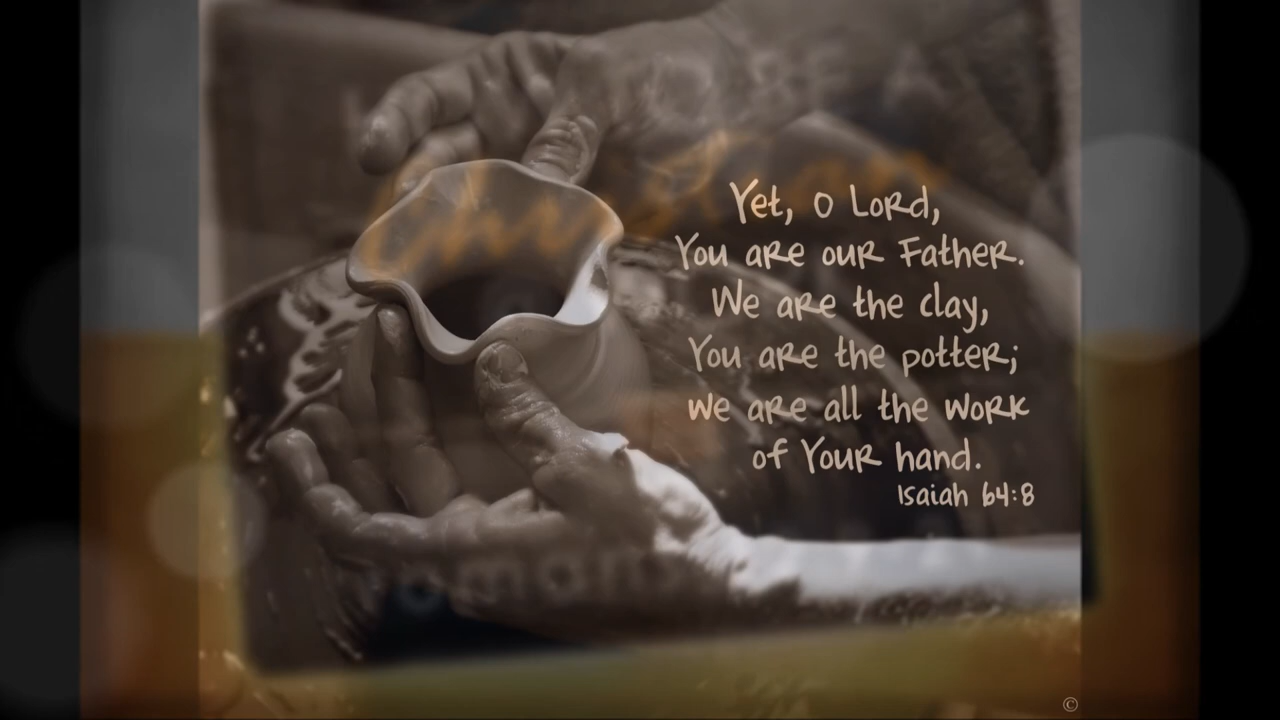 Yet, O Lord,
You are our Father.
We are the clay,
You are the potter;
we are all the work
of Your hand.
Isaiah 64:8
©